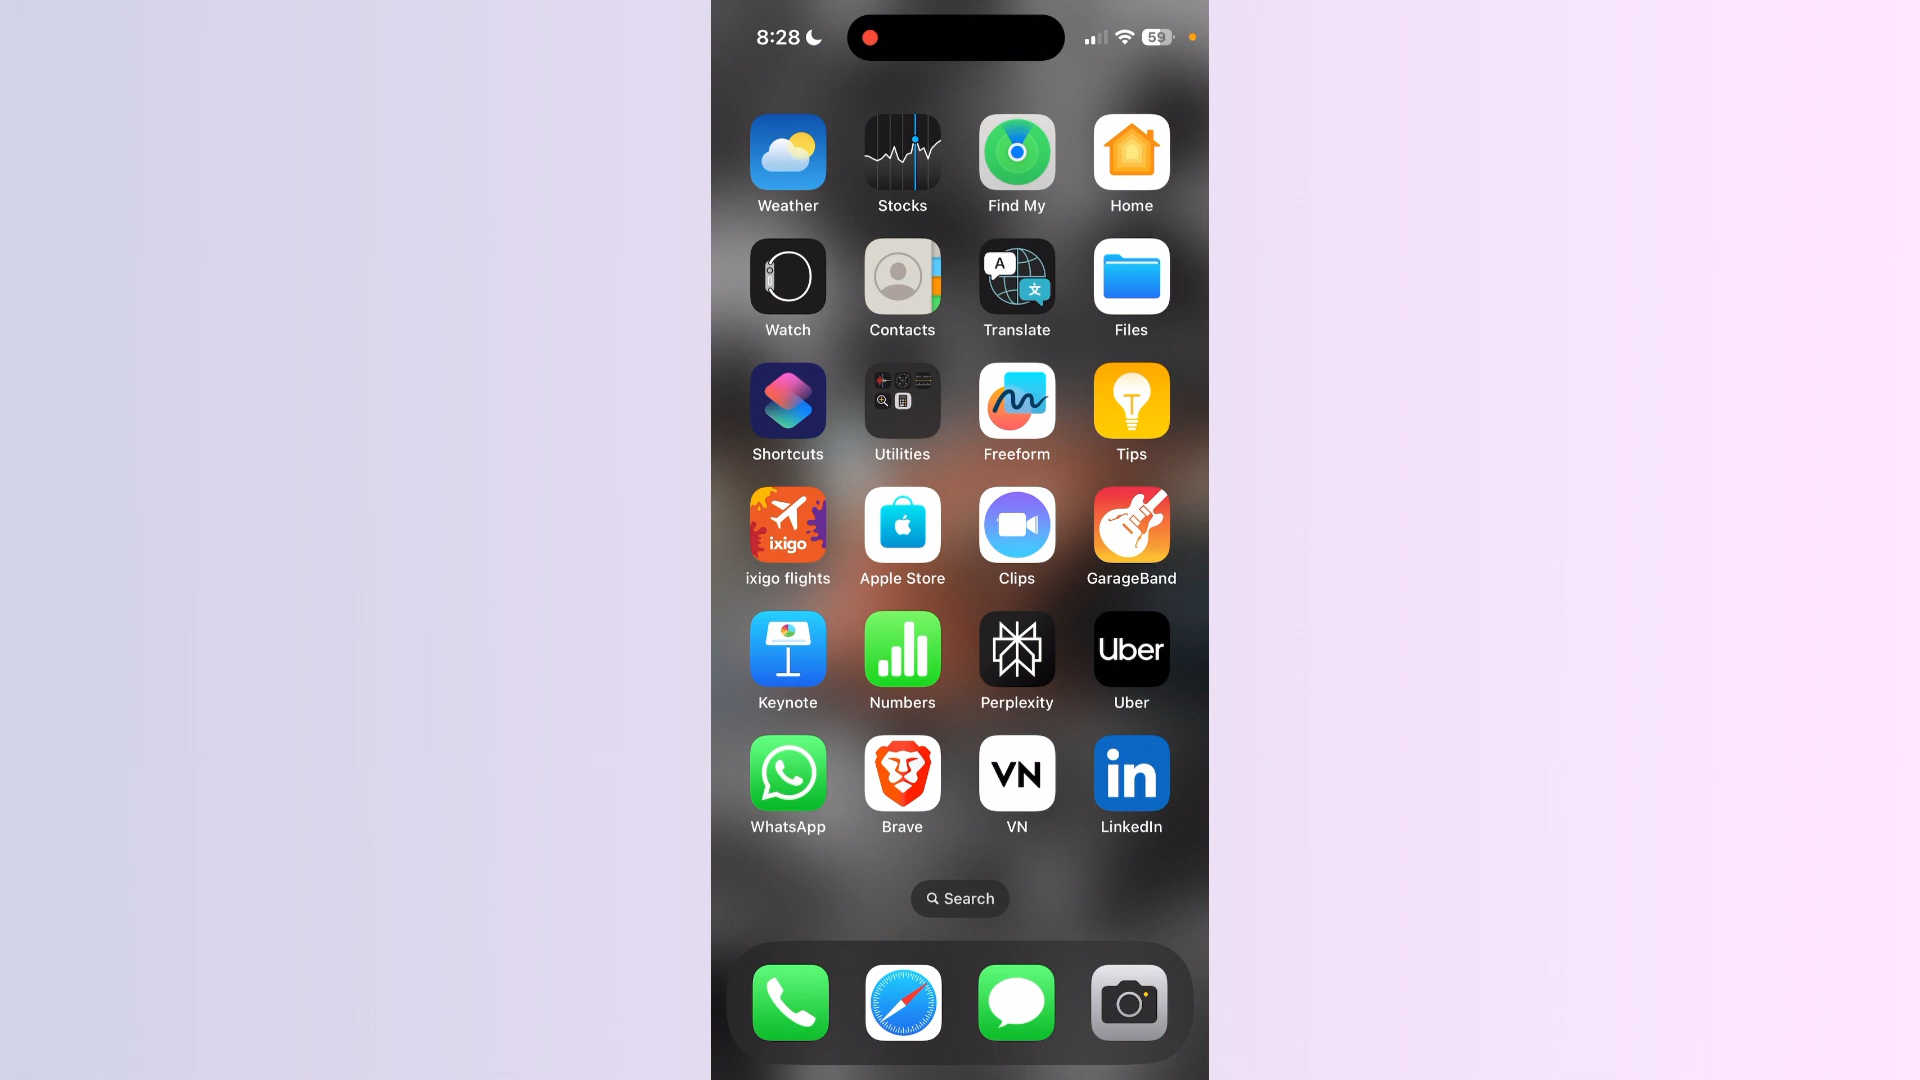 8:28
59
Weather Stocks Find My Home
A
文
Watch Contacts Translate Files
T
Shortcuts Utilities Freeform Tips
ixigo
ixigo flights Apple Store Clips GarageBand
Uber
Keynote Numbers Perplexity Uber
VN in
WhatsApp Brave VN LinkedIn
Search